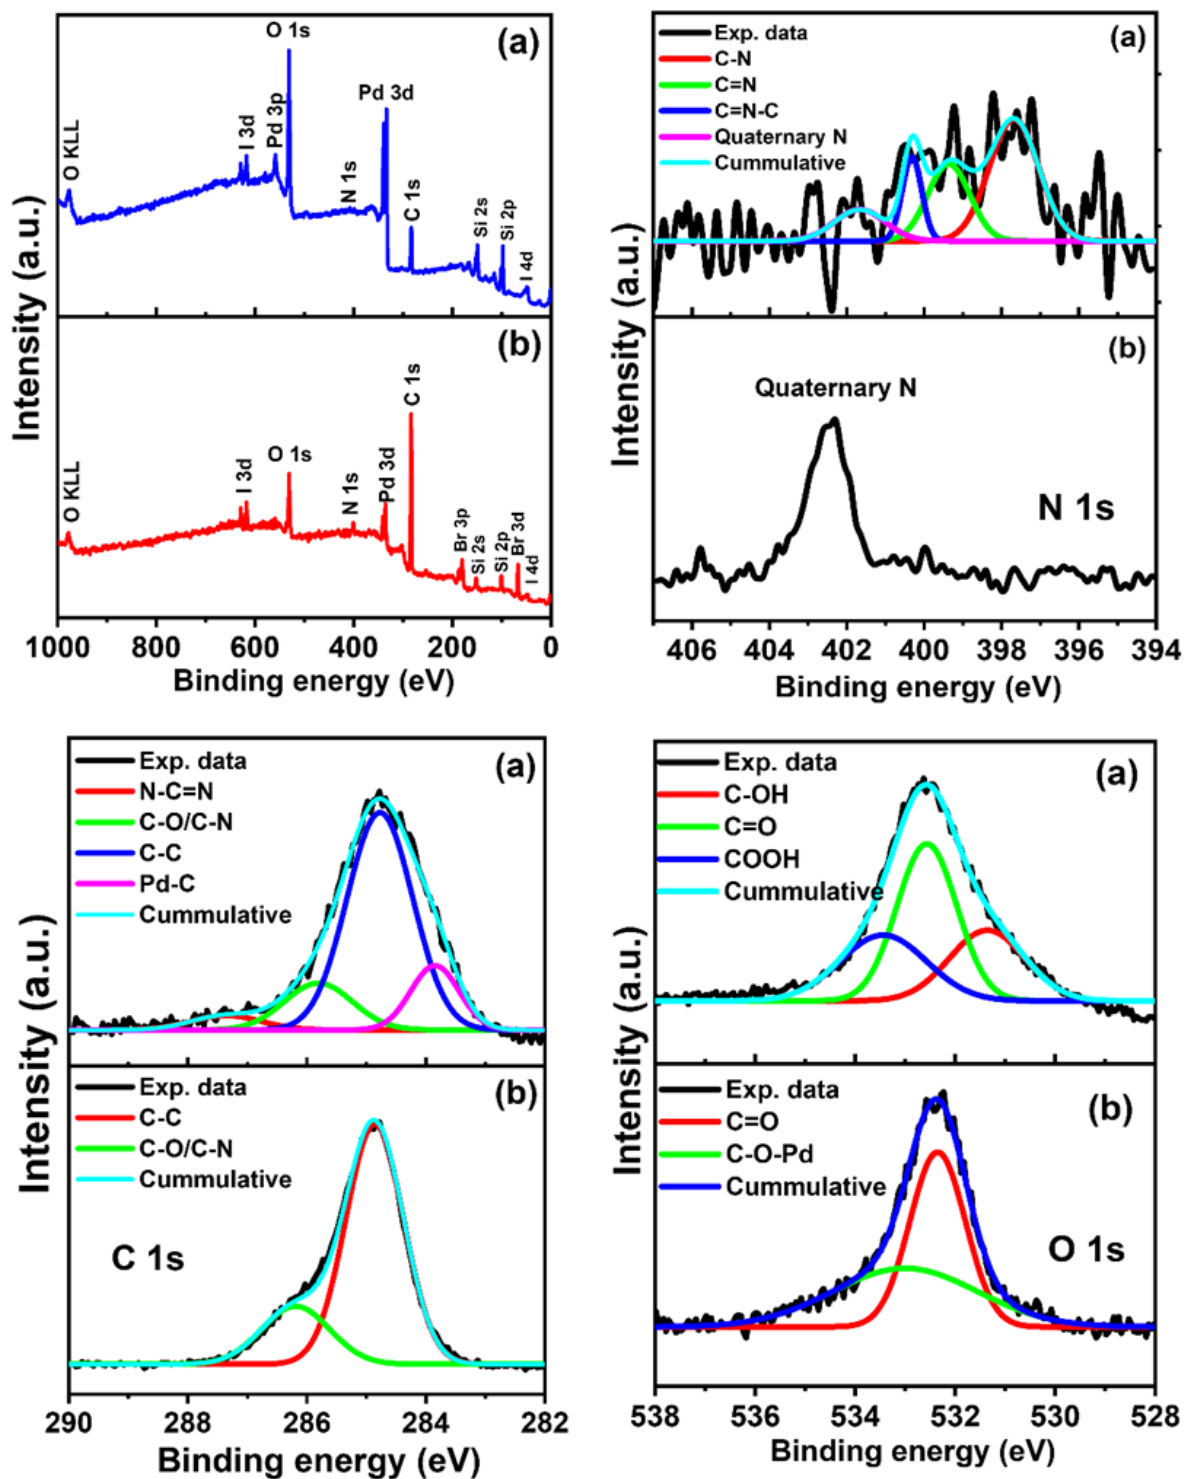 (a)
O 1s
Pd 3d
O KLL
I 3d
Pd 3p
N 1s
C 1s
Si 2s
Si 2p
I 4d
(b)
O KLL
I 3d
O 1s
N 1s
Pd 3d
C 1s
Br 3p
Si 2s
Si 2p
Br 3d
I 4d
Intensity (a.u.)
1000 800 600 400 200 0
Binding energy (eV)
Exp. data
C-N
C=N
C=N-C
Quaternary N
Cummulative
(a)
(b)
Quaternary N
N 1s
Intensity (a.u.)
406 404 402 400 398 396 394
Binding energy (eV)
Exp. data
N-C=N
C-O/C-N
C-C
Pd-C
Cummulative
(a)
Exp. data
C-C
C-O/C-N
Cummulative
(b)
C 1s
Intensity (a.u.)
290 288 286 284 282
Binding energy (eV)
Exp. data
C-OH
C=O
COOH
Cummulative
(a)
Exp. data
C=O
C-O-Pd
Cummulative
(b)
O 1s
Intensity (a.u.)
538 536 534 532 530 528
Binding energy (eV)